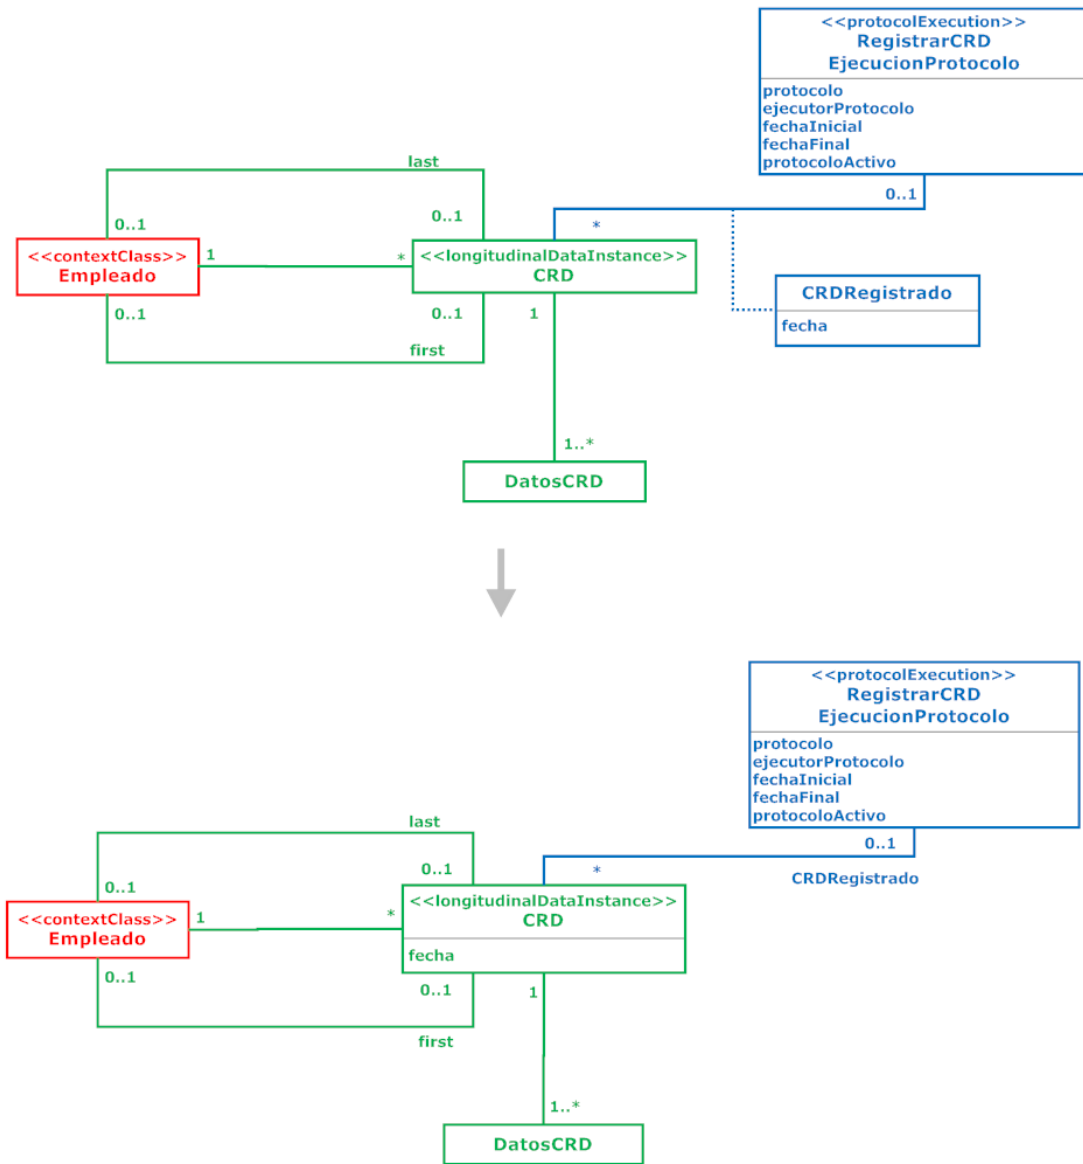 <<protocolExecution>>
RegistrarCRD
EjecucionProtocolo
protocolo
ejecutorProtocolo
fechaInicial
fechaFinal
protocoloActivo
last
0..1
0..1
0..1
*
<<contextClass>>
Empleado
1
*
<<longitudinalDataInstance>>
CRD
CRDRegistrado
fecha
0..1
0..1
1
first
1..*
DatosCRD
<<protocolExecution>>
RegistrarCRD
EjecucionProtocolo
protocolo
ejecutorProtocolo
fechaInicial
fechaFinal
protocoloActivo
last
0..1
0..1
0..1
*
CRDRegistrado
<<contextClass>>
Empleado
1
*
<<longitudinalDataInstance>>
CRD
fecha
0..1
0..1
1
first
1..*
DatosCRD